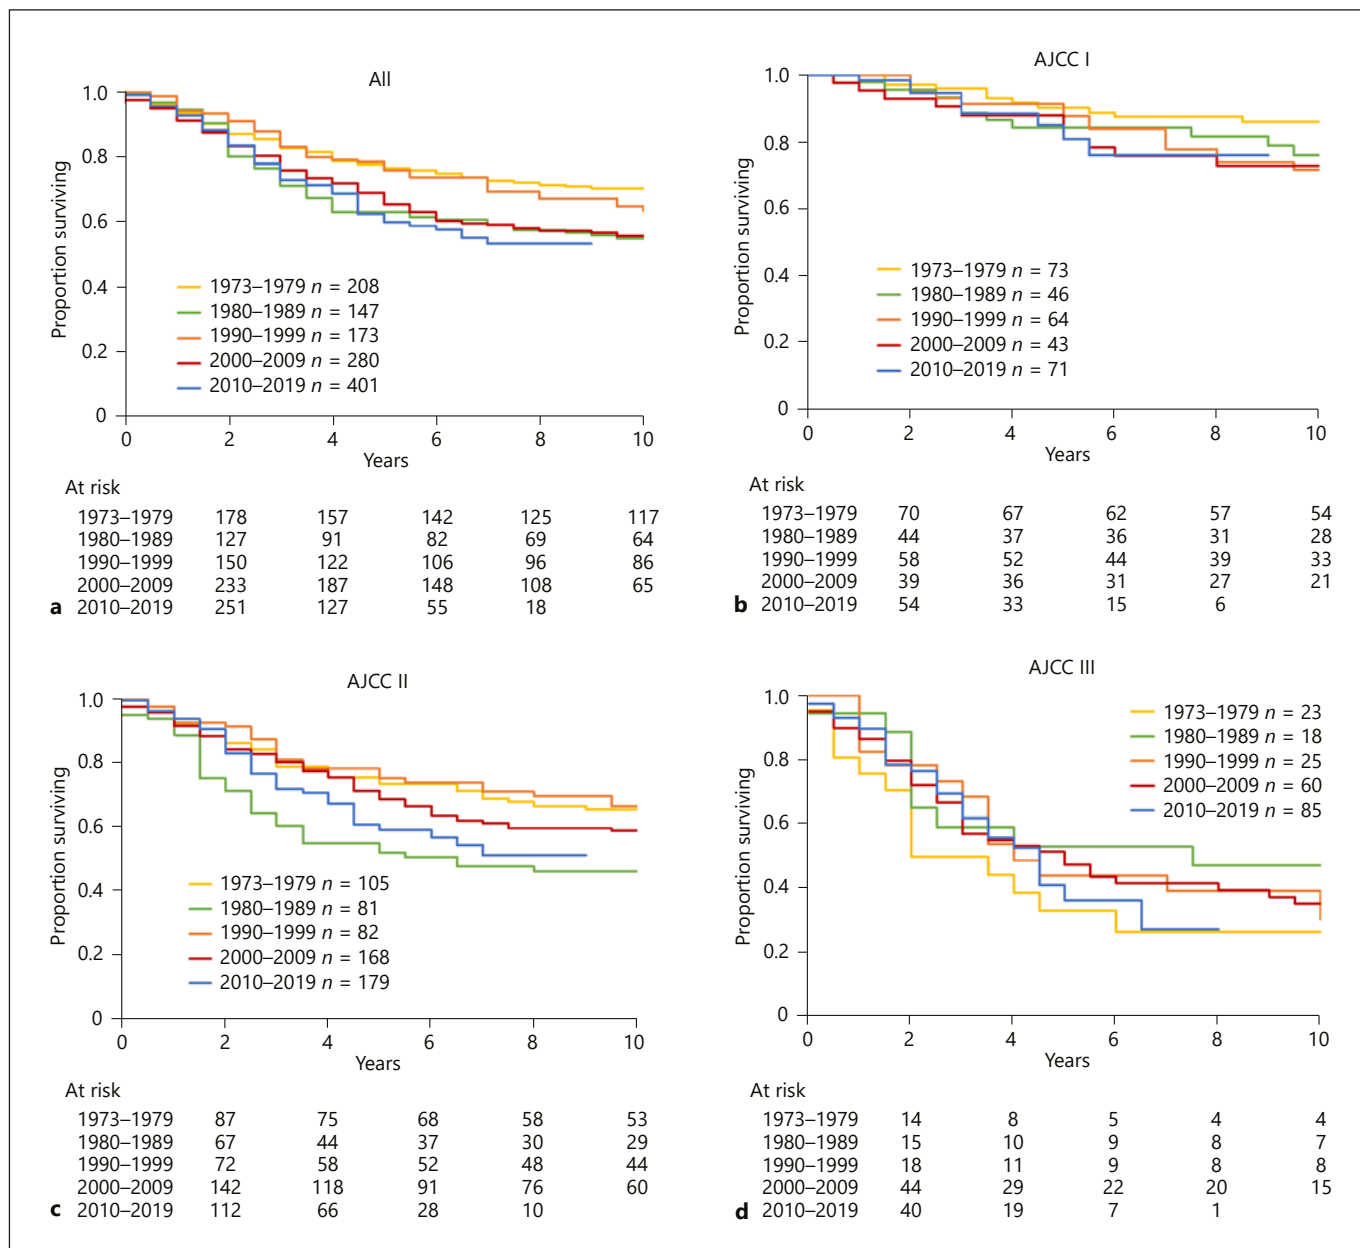 All
1.0
0.8
0.6
0.4
0.2
0
Proportion surviving
1973–1979 n = 208
1980–1989 n = 147
1990–1999 n = 173
2000–2009 n = 280
2010–2019 n = 401
0 2 4 6 8 10
Years
At risk
1973–1979 178 157 142 125 117
1980–1989 127 91 82 69 64
1990–1999 150 122 106 96 86
2000–2009 233 187 148 108 65
a 2010–2019 251 127 55 18
AJCC I
1.0
0.8
0.6
0.4
0.2
0
Proportion surviving
1973–1979 n = 73
1980–1989 n = 46
1990–1999 n = 64
2000–2009 n = 43
2010–2019 n = 71
0 2 4 6 8 10
Years
At risk
1973–1979 70 67 62 57 54
1980–1989 44 37 36 31 28
1990–1999 58 52 44 39 33
2000–2009 39 36 31 27 21
b 2010–2019 54 33 15 6
AJCC II
1.0
0.8
0.6
0.4
0.2
0
Proportion surviving
1973–1979 n = 105
1980–1989 n = 81
1990–1999 n = 82
2000–2009 n = 168
2010–2019 n = 179
0 2 4 6 8 10
Years
At risk
1973–1979 87 75 68 58 53
1980–1989 67 44 37 30 29
1990–1999 72 58 52 48 44
2000–2009 142 118 91 76 60
c 2010–2019 112 66 28 10
AJCC III
1.0
0.8
0.6
0.4
0.2
0
Proportion surviving
1973–1979 n = 23
1980–1989 n = 18
1990–1999 n = 25
2000–2009 n = 60
2010–2019 n = 85
0 2 4 6 8 10
Years
At risk
1973–1979 14 8 5 4 4
1980–1989 15 10 9 8 7
1990–1999 18 11 9 8 8
2000–2009 44 29 22 20 15
d 2010–2019 40 19 7 1